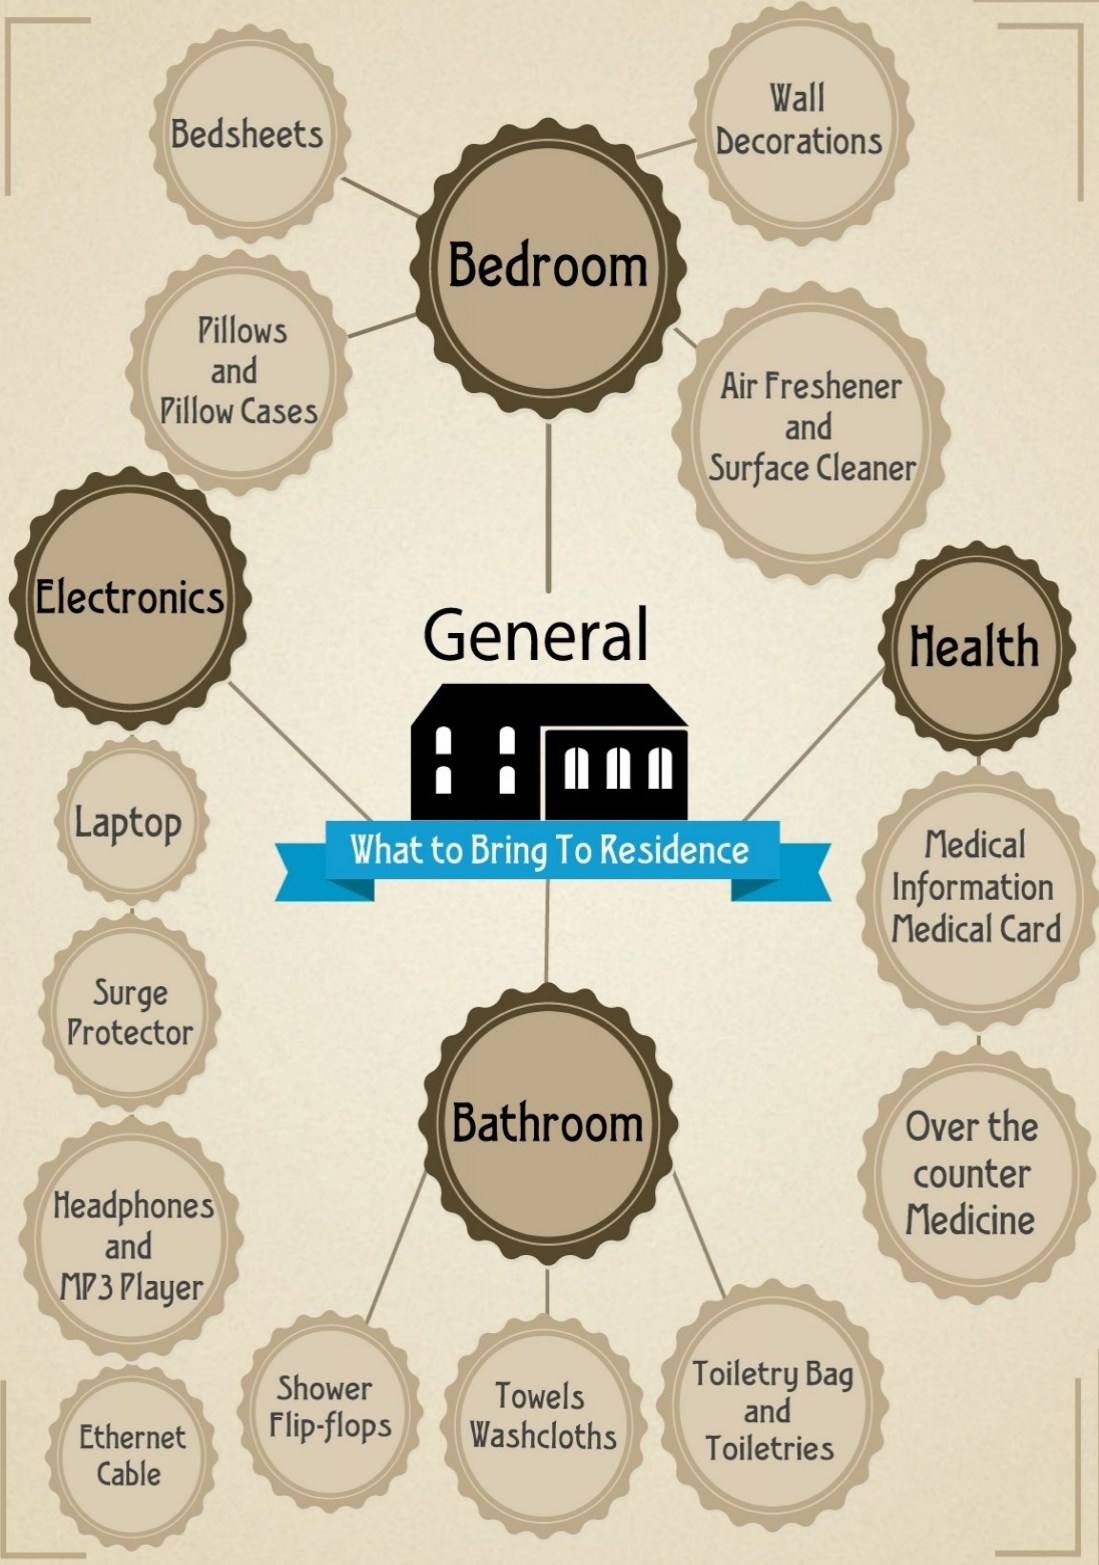 Bedsheets
Wall
Decorations
Bedroom
Pillows
and
Pillow Cases
Air Freshener
and
Surface Cleaner
Electronics
General
Health
Laptop
What to Bring To Residence
Medical
Information
Medical Card
Surge
Protector
Bathroom
Over the
counter
Medicine
Headphones
and
MP3 Player
Shower
Flip-flops
Towels
Washcloths
Toiletry Bag
and
Toiletries
Ethernet
Cable